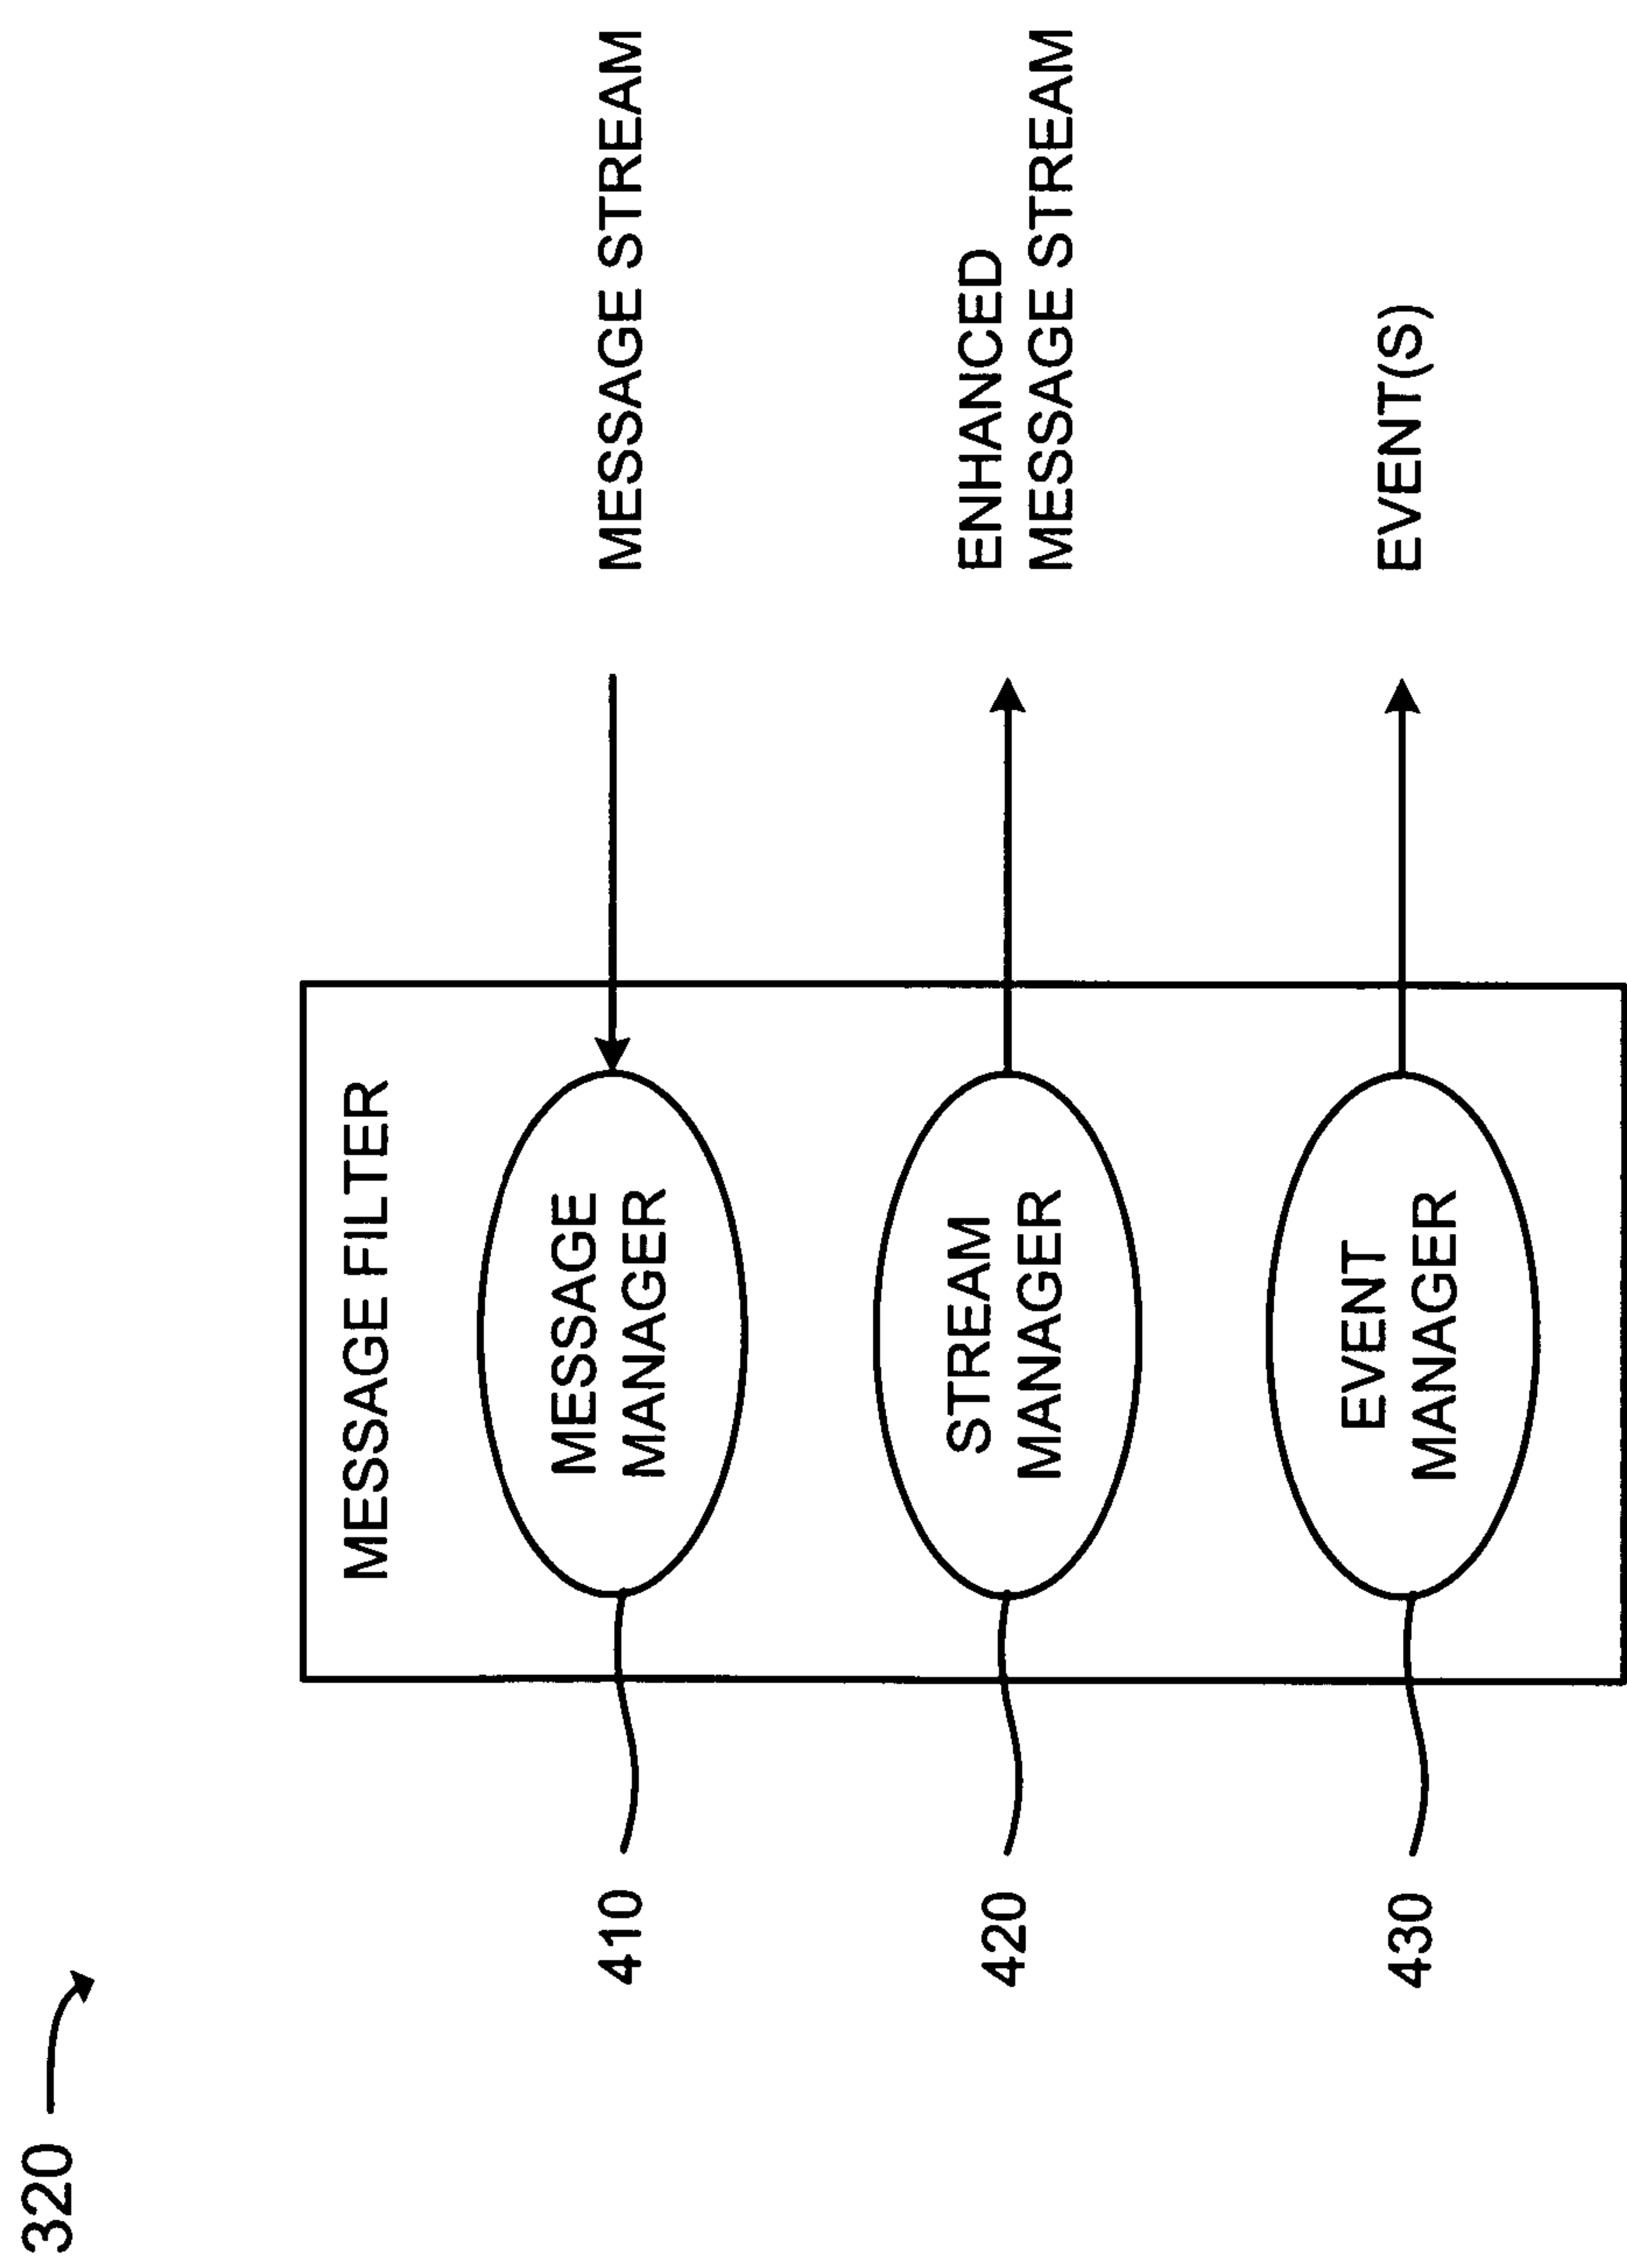 320
MESSAGE FILTER
410
MESSAGE
MANAGER
MESSAGE STREAM
420
STREAM
MANAGER
ENHANCED
MESSAGE STREAM
430
EVENT
MANAGER
EVENT(S)